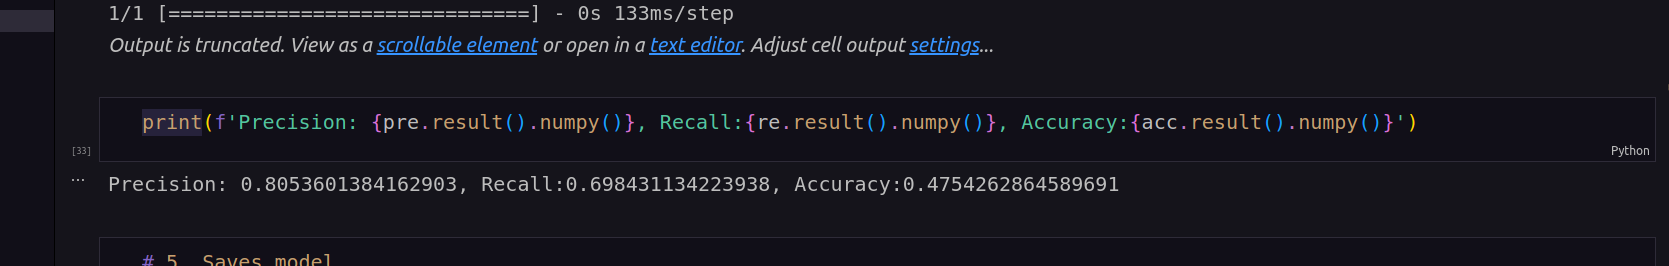 1/1 [==============================] - 0s 133ms/step
Output is truncated. View as a scrollable element or open in a text editor. Adjust cell output settings...
print(f'Precision: {pre.result().numpy()}, Recall:{re.result().numpy()}, Accuracy:{acc.result().numpy()}')
[33]
Python
...
Precision: 0.8053601384162903, Recall:0.698431134223938, Accuracy:0.4754262864589691
# 5. Saves model